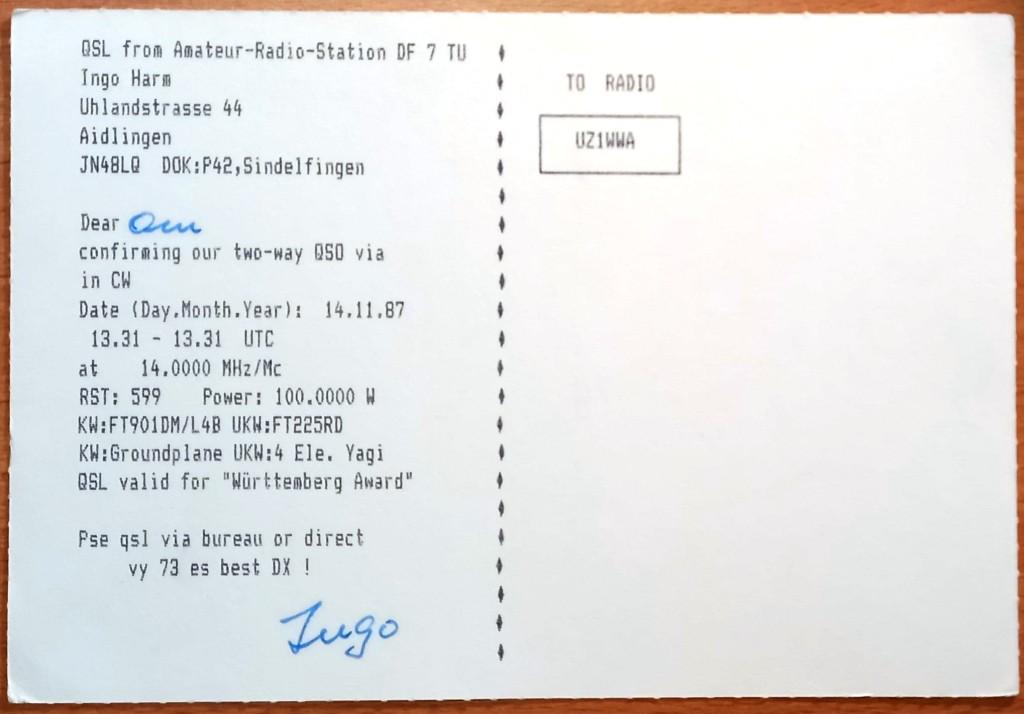 QSL from Amateur-Radio-Station DF 7 TU
Ingo Harm
Uhlandstrasse 44
Aidlingen
JN48LQ DOK:P42,Sindelfingen
Dear Om
confirming our two-way QSO via
in CW
Date (Day.Month.Year): 14.11.87
13.31 - 13.31 UTC
at 14.0000 MHz/Mc
RST: 599 Power: 100.0000 W
KW:FT901DM/L4B UKW:FT225RD
KW:Groundplane UKW:4 Ele. Yagi
QSL valid for "Württemberg Award"
Pse qsl via bureau or direct
vy 73 es best DX !
Ingo
TO RADIO
UZ1WWA